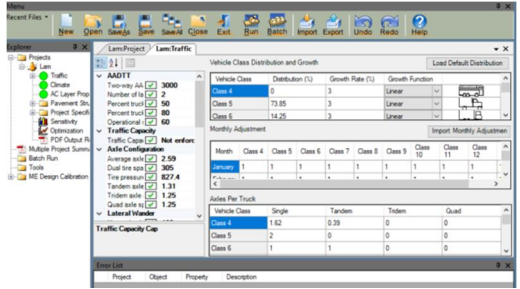 Menu
Recent Files
New Open SaveAs Save SaveAll Close Exit Run Batch Import Export Undo Redo Help
Explorer
Projects
Lam
Traffic
Climate
AC Layer Prop
Pavement Stru
Project Specifi
Sensitivity
Optimization
PDF Output R
Multiple Project Summa
Batch Run
Tools
ME Design Calibration
Lam:Project Lam:Traffic
AADTT
Two-way AA 3000
Number of la 2
Percent truck 50
Percent truck 80
Operational 60
Traffic Capacity
Traffic Capa Not enforc
Axle Configuration
Average axle 2.59
Dual tire spa 305
Tire pressure 827.4
Tandem axle 1.31
Tridem axle 1.25
Quad axle sp 1.25
Lateral Wander
Traffic Capacity Cap
Vehicle Class Distribution and Growth Load Default Distribution
Vehicle Class Distribution (%) Growth Rate (%) Growth Function
Class 4 0 3 Linear
Class 5 73.85 3 Linear
Class 6 14.25 3 Linear
Monthly Adjustment Import Monthly Adjustmen
Month Class 4 Class 5 Class 6 Class 7 Class 8 Class 9 Class 10 Class 11 Class 12
January 1 1 1 1 1 1 1 1 1
Axles Per Truck
Vehicle Class Single Tandem Tridem Quad
Class 4 1.62 0.39 0 0
Class 5 2 0 0 0
Class 6 1 1 0 0
Error List
Project Object Property Description